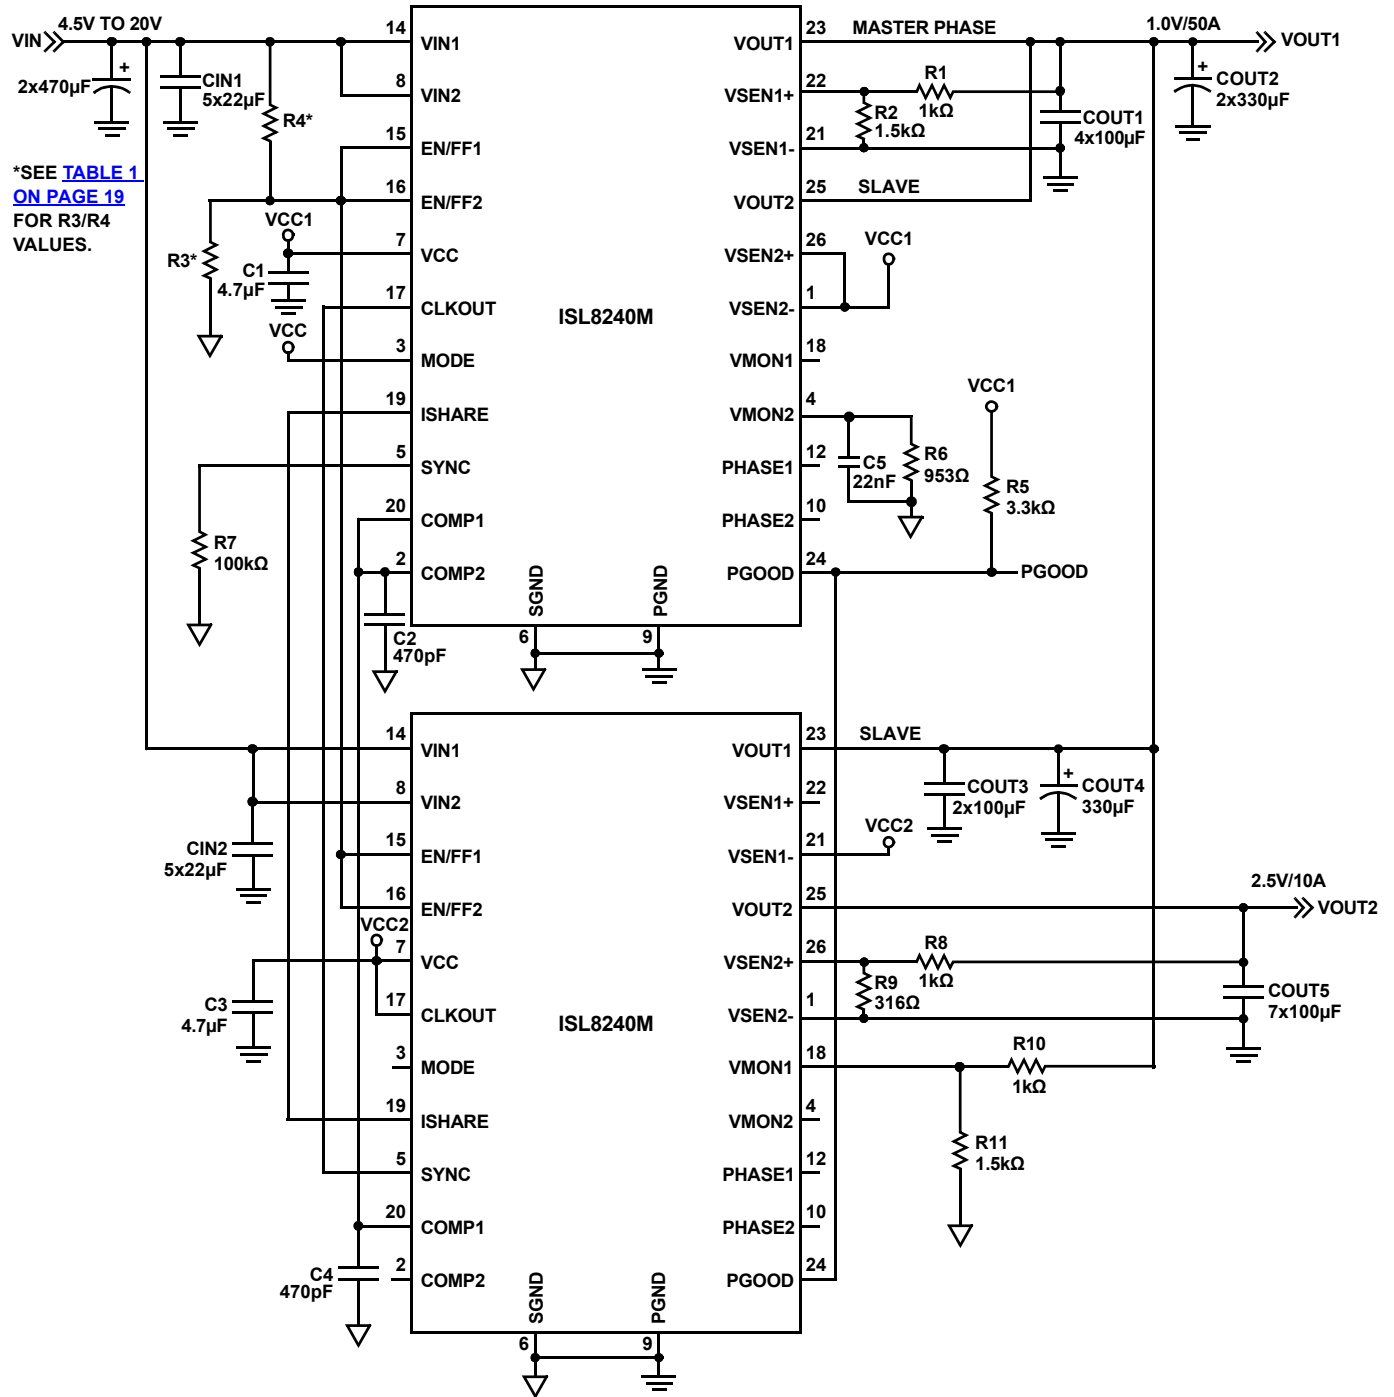 4.5V TO 20V
VIN
2x470µF
+
CIN1
5x22µF
R4*
*SEE TABLE 1
ON PAGE 19
FOR R3/R4
VALUES.
R3*
VCC1
C1
4.7µF
VCC
R7
100kΩ
C2
470pF
14
VIN1
8
VIN2
15
EN/FF1
16
EN/FF2
7
VCC
17
CLKOUT
3
MODE
19
ISHARE
5
SYNC
20
COMP1
2
COMP2
ISL8240M
SGND
6
PGND
9
VOUT1
23
MASTER PHASE
VSEN1+
22
VSEN1-
21
VOUT2
25
SLAVE
VSEN2+
26
VSEN2-
1
VMON1
18
VMON2
4
PHASE1
12
PHASE2
10
PGOOD
24
1.0V/50A
VOUT1
R1
1kΩ
R2
1.5kΩ
COUT1
4x100µF
+
COUT2
2x330µF
VCC1
C5
22nF
R6
953Ω
VCC1
R5
3.3kΩ
PGOOD
CIN2
5x22µF
VCC2
C3
4.7µF
C4
470pF
14
VIN1
8
VIN2
15
EN/FF1
16
EN/FF2
7
VCC
17
CLKOUT
3
MODE
19
ISHARE
5
SYNC
20
COMP1
2
COMP2
ISL8240M
SGND
6
PGND
9
VOUT1
23
SLAVE
VSEN1+
22
VSEN1-
21
VOUT2
25
VSEN2+
26
VSEN2-
1
VMON1
18
VMON2
4
PHASE1
12
PHASE2
10
PGOOD
24
COUT3
2x100µF
+
COUT4
330µF
VCC2
2.5V/10A
VOUT2
R8
1kΩ
R9
316Ω
COUT5
7x100µF
R10
1kΩ
R11
1.5kΩ